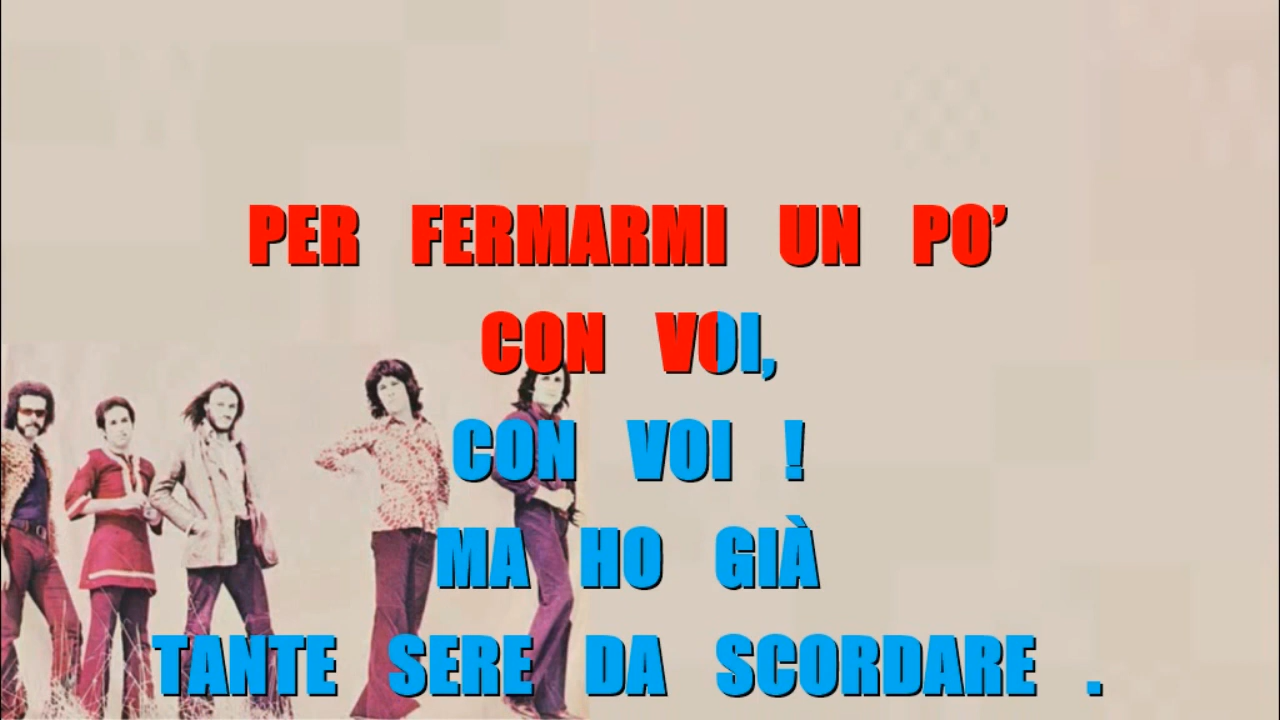 PER FERMARMI UN PO’
CON VOI,
CON VOI !
MA HO GIÀ
TANTE SERE DA SCORDARE .